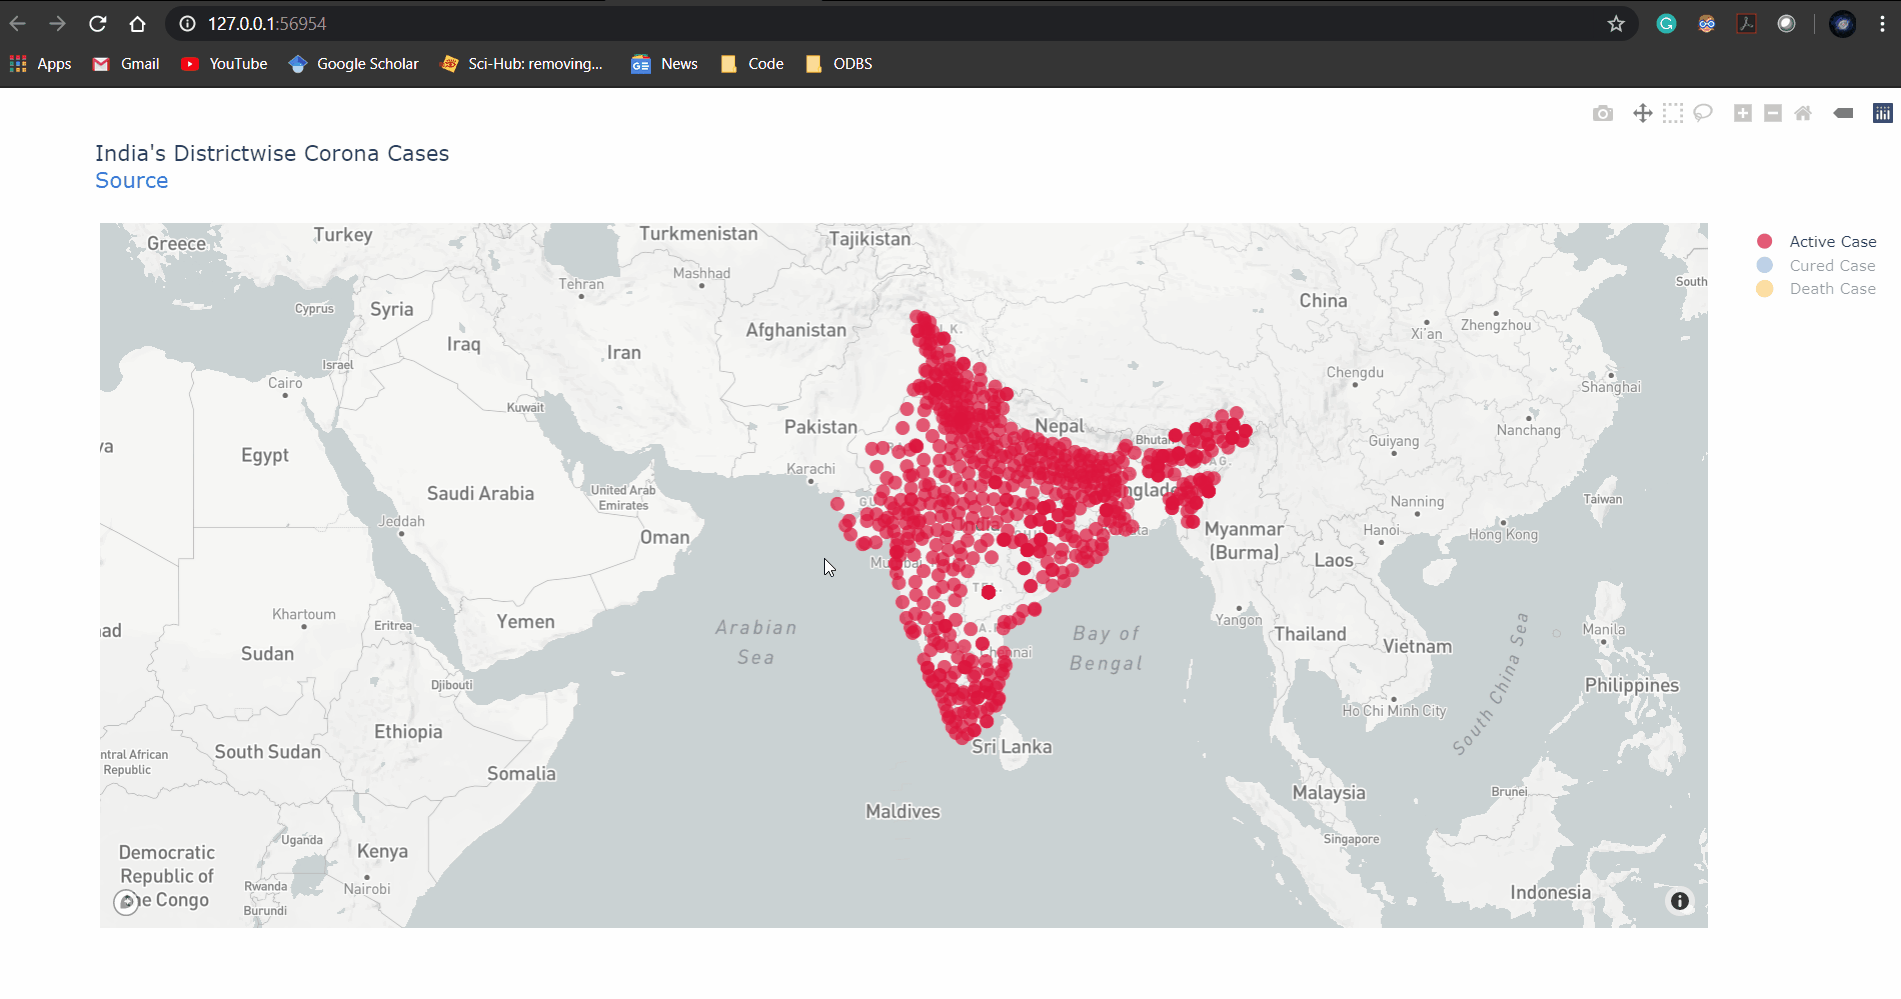 127.0.0.1:56954
Apps Gmail YouTube Google Scholar Sci-Hub: removing... News Code ODBS
India's Districtwise Corona Cases
Source
Active Case
Cured Case
Death Case
Greece
Turkey
Turkmenistan
Tajikistan
Mashhad
Tehran
Cyprus
Syria
Afghanistan
China
South
Xi'an
Zhengzhou
Iraq
Iran
Israel
Cairo
Chengdu
Shanghai
Kuwait
Pakistan
Nepal
Bhutan
Guiyang
Nanchang
Egypt
Karachi
Saudi Arabia
United Arab
Emirates
Nanning
Taiwan
Jeddah
Oman
India
Myanmar
(Burma)
Hanoi
Hong Kong
Laos
Mumbai
Khartoum
Eritrea
Yemen
Arabian
Sea
Bay of
Bengal
Yangon
Thailand
Vietnam
Manila
South China Sea
Sudan
Djibouti
Philippines
Ho Chi Minh City
Ethiopia
South Sudan
ntral African
Republic
Somalia
Sri Lanka
Malaysia
Brunei
Maldives
Singapore
Uganda
Kenya
Democratic
Republic of
he Congo
Rwanda
Nairobi
Burundi
Indonesia